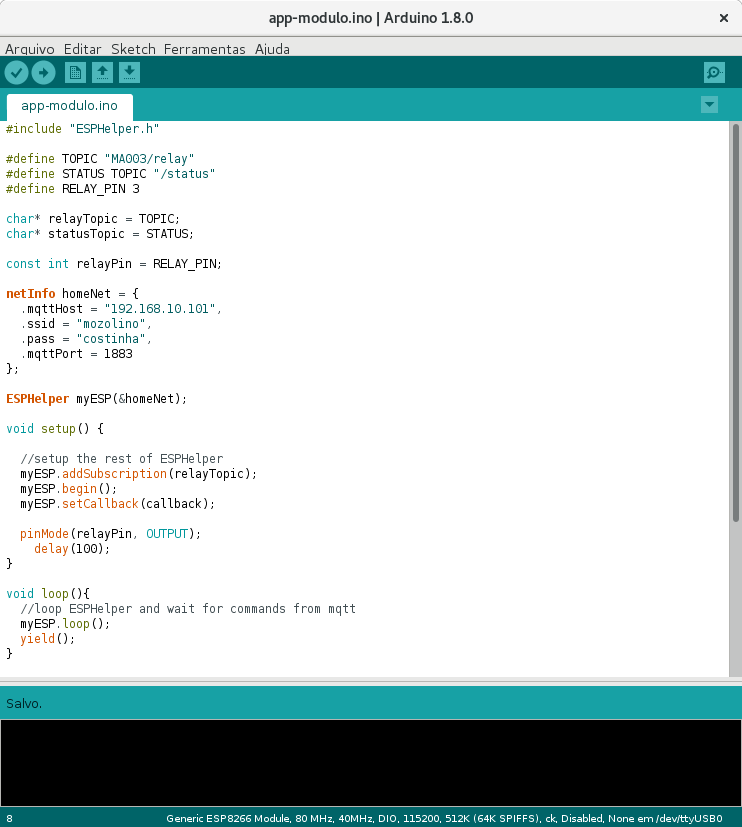 app-modulo.ino | Arduino 1.8.0
Arquivo Editar Sketch Ferramentas Ajuda
app-modulo.ino
#include "ESPHelper.h"
#define TOPIC "MA003/relay"
#define STATUS TOPIC "/status"
#define RELAY_PIN 3
char* relayTopic = TOPIC;
char* statusTopic = STATUS;
const int relayPin = RELAY_PIN;
netInfo homeNet = {
  .mqttHost = "192.168.10.101",
  .ssid = "mozolino",
  .pass = "costinha",
  .mqttPort = 1883
};
ESPHelper myESP(&homeNet);
void setup() {
  //setup the rest of ESPHelper
  myESP.addSubscription(relayTopic);
  myESP.begin();
  myESP.setCallback(callback);
  pinMode(relayPin, OUTPUT);
    delay(100);
}
void loop(){
  //loop ESPHelper and wait for commands from mqtt
  myESP.loop();
  yield();
}
Salvo.
8 Generic ESP8266 Module, 80 MHz, 40MHz, DIO, 115200, 512K (64K SPIFFS), ck, Disabled, None em /dev/ttyUSB0